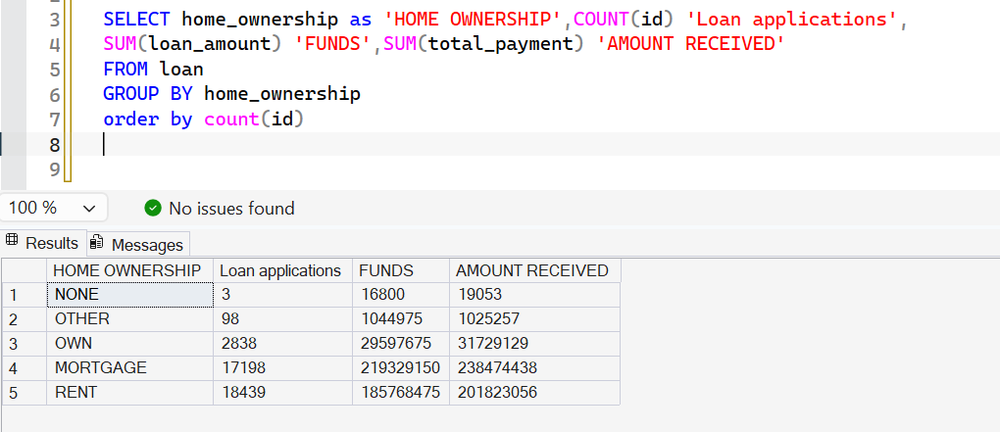 3 SELECT home_ownership as 'HOME OWNERSHIP',COUNT(id) 'Loan applications',
4 SUM(loan_amount) 'FUNDS',SUM(total_payment) 'AMOUNT RECEIVED'
5 FROM loan
6 GROUP BY home_ownership
7 order by count(id)
8
9
100 % No issues found
Results Messages
HOME OWNERSHIP Loan applications FUNDS AMOUNT RECEIVED
1 NONE 3 16800 19053
2 OTHER 98 1044975 1025257
3 OWN 2838 29597675 31729129
4 MORTGAGE 17198 219329150 238474438
5 RENT 18439 185768475 201823056